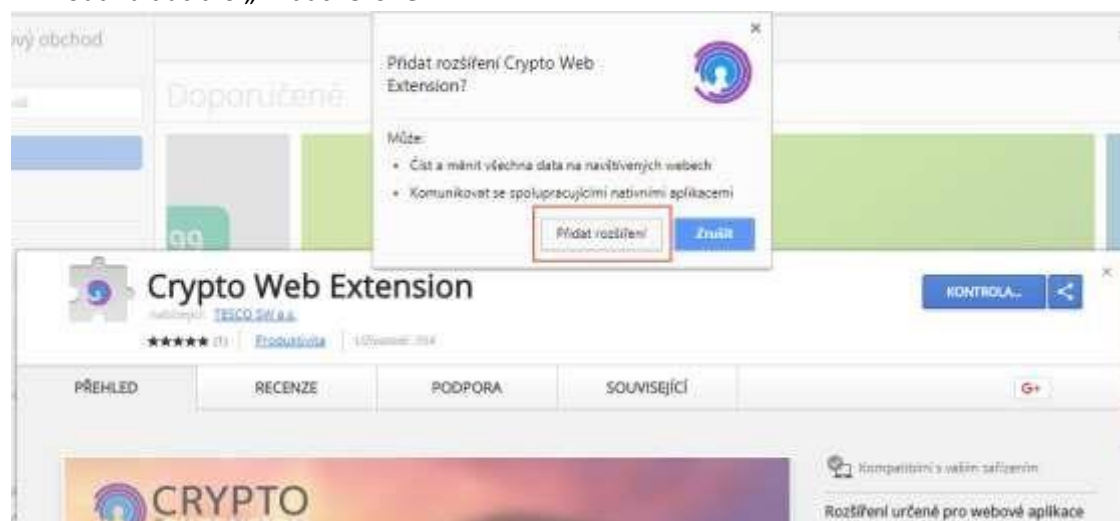 vý obchod
Doporučené
Přidat rozšíření Crypto Web
Extension?
Může:
• Číst a měnit všechna data na navštívených webech
• Komunikovat se spolupracujícími nativními aplikacemi
Přidat rozšíření
Zrušit
99
Crypto Web Extension
TESCO SW a.s.
(1)
Produktivita
KONTROLA...
PŘEHLED
RECENZE
PODPORA
SOUVISEJÍCÍ
G+
CRYPTO
Kompatibilní s vaším zařízením
Rozšíření určené pro webové aplikace